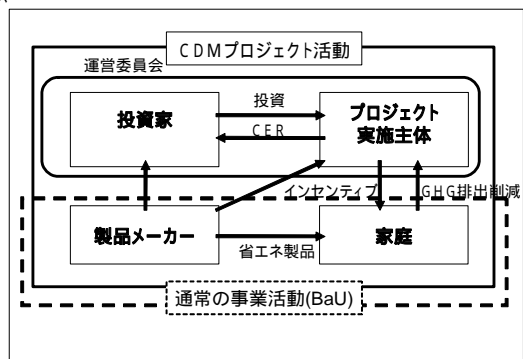 CDMプロジェクト活動
運営委員会
投資家
投資
CER
プロジェクト
実施主体
インセンティブ
GHG排出削減
製品メーカー
省エネ製品
家庭
通常の事業活動(BaU)